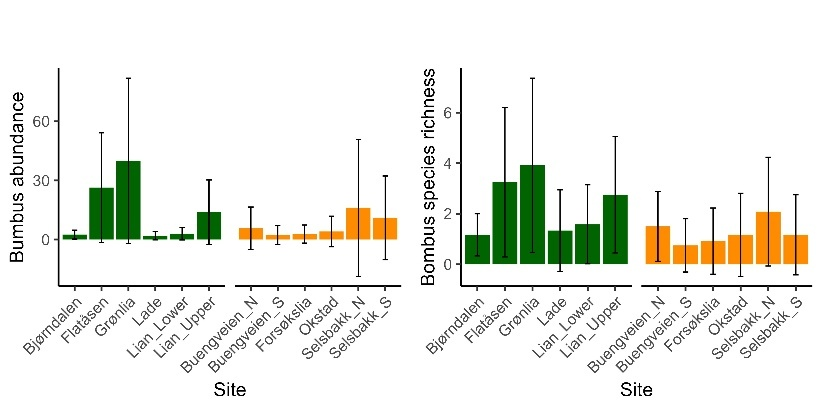 Bumbus abundance
60
30
0
Bjørndalen
Flatåsen
Grønlia
Lade
Lian_Lower
Lian_Upper
Buengveien_N
Buengveien_S
Forsøkslia
Okstad
Selsbakk_N
Selsbakk_S
Site
Bombus species richness
6
4
2
0
Bjørndalen
Flatåsen
Grønlia
Lade
Lian_Lower
Lian_Upper
Buengveien_N
Buengveien_S
Forsøkslia
Okstad
Selsbakk_N
Selsbakk_S
Site